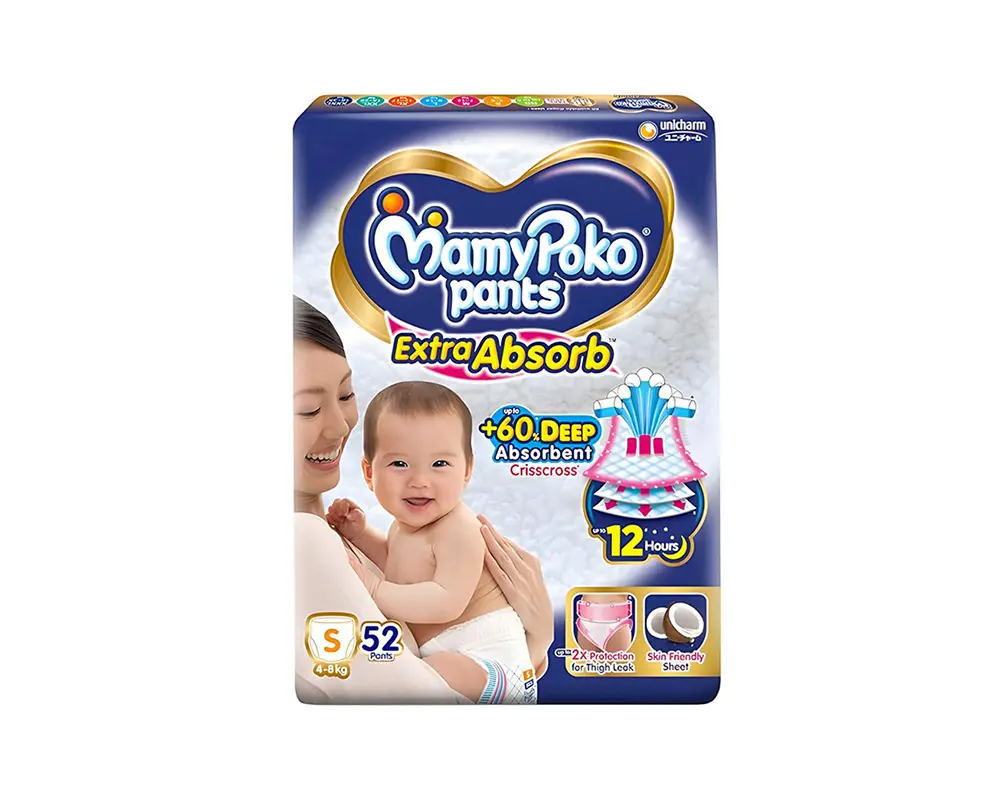 unicharm
ユニ・チャーム
MamyPoko®
pants
Extra Absorb™
up to
+60% DEEP
Absorbent
Crisscross*
up to
12 Hours
S
52
Pants
4-8kg
up to 2X Protection
for Thigh Leak
Skin Friendly
Sheet